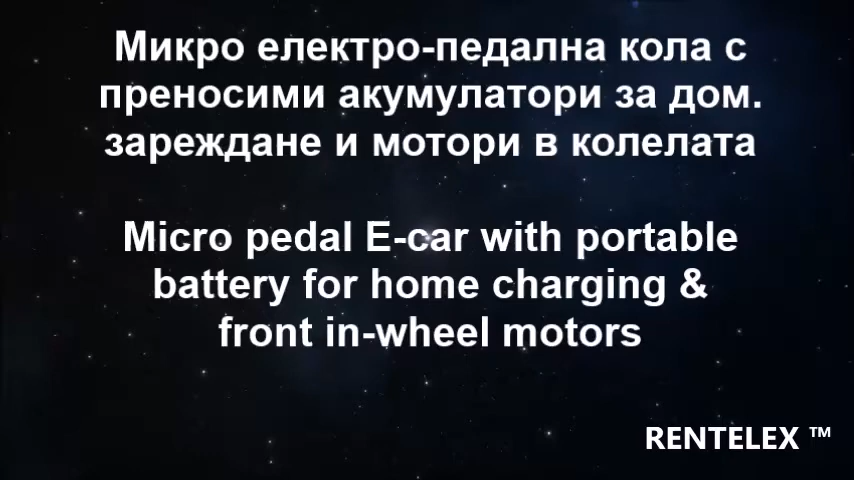 Микро електро-педална кола с
преносими акумулатори за дом.
зареждане и мотори в колелата
Micro pedal E-car with portable
battery for home charging &
front in-wheel motors
RENTELEX ™